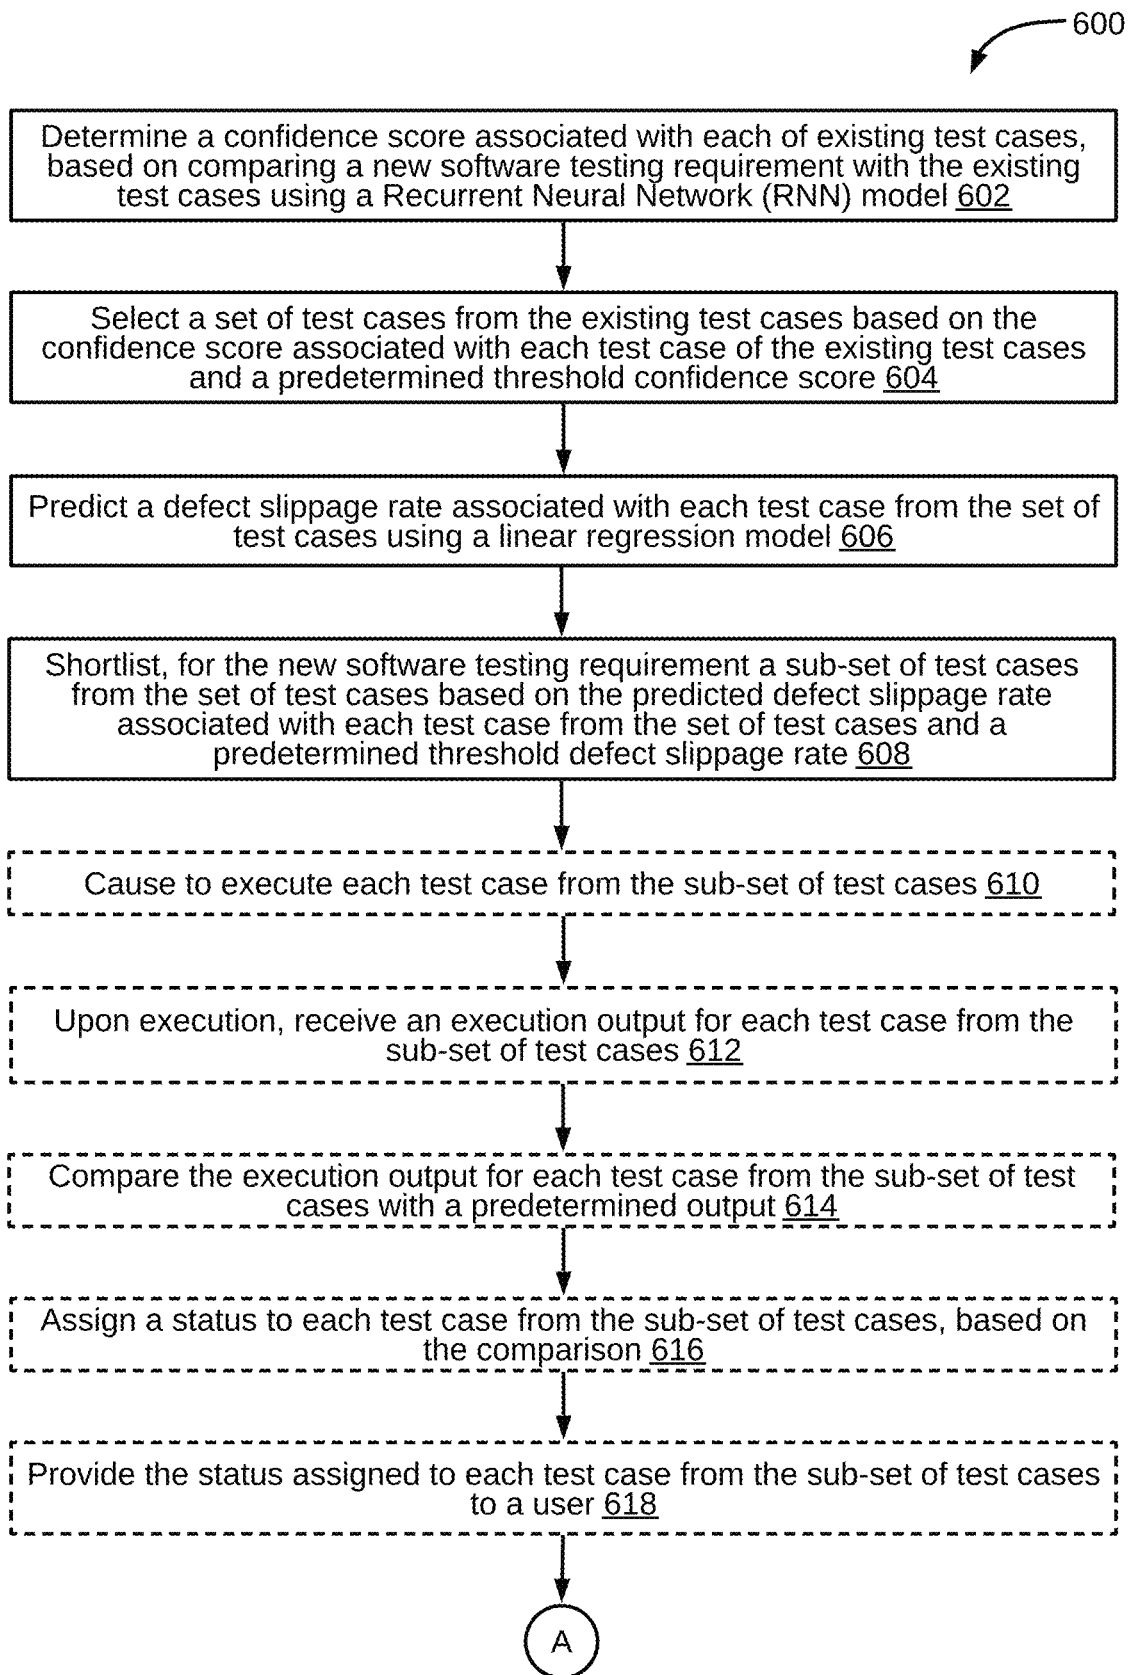 600
Determine a confidence score associated with each of existing test cases,
based on comparing a new software testing requirement with the existing
test cases using a Recurrent Neural Network (RNN) model 602
Select a set of test cases from the existing test cases based on the
confidence score associated with each test case of the existing test cases
and a predetermined threshold confidence score 604
Predict a defect slippage rate associated with each test case from the set of
test cases using a linear regression model 606
Shortlist, for the new software testing requirement a sub-set of test cases
from the set of test cases based on the predicted defect slippage rate
associated with each test case from the set of test cases and a
predetermined threshold defect slippage rate 608
Cause to execute each test case from the sub-set of test cases 610
Upon execution, receive an execution output for each test case from the
sub-set of test cases 612
Compare the execution output for each test case from the sub-set of test
cases with a predetermined output 614
Assign a status to each test case from the sub-set of test cases, based on
the comparison 616
Provide the status assigned to each test case from the sub-set of test cases
to a user 618
A